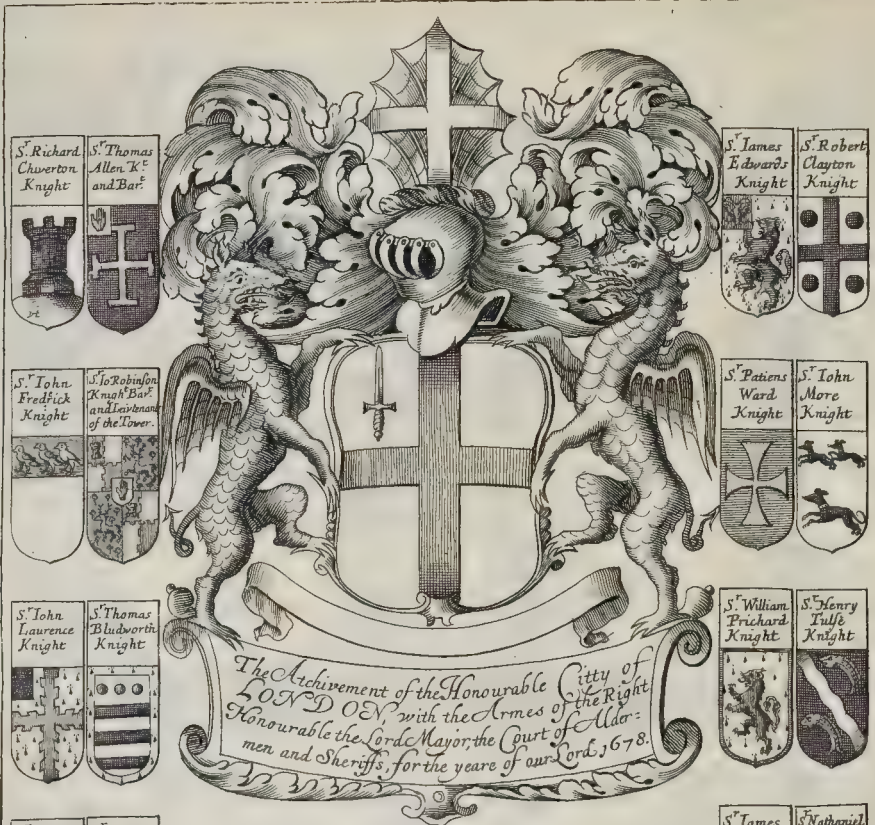 Sr. Richard
Chiverton
Knight
Sr. Thomas
Allen Kt.
and Bart.
Sr. Iames
Edwards
Knight
Sr. Robert
Clayton
Knight
Sr. Iohn
Fredrick
Knight
Sr. Io Robinson
Knight Bart.
and Leivtenant
of the Tower.
Sr. Patiens
Ward
Knight
Sr. Iohn
More
Knight
Sr. Iohn
Laurence
Knight
Sr. Thomas
Bludworth
Knight
Sr. William
Prichard
Knight
Sr. Henry
Tulse
Knight
The Atchivement of the Honourable Citty of
LONDON, with the Armes of the Right
Honourable the Lord Mayor, the Court of Alder:
men and Sheriffs, for the yeare of our Lord, 1678.
Sr. Iames
Sr. Nathaniel